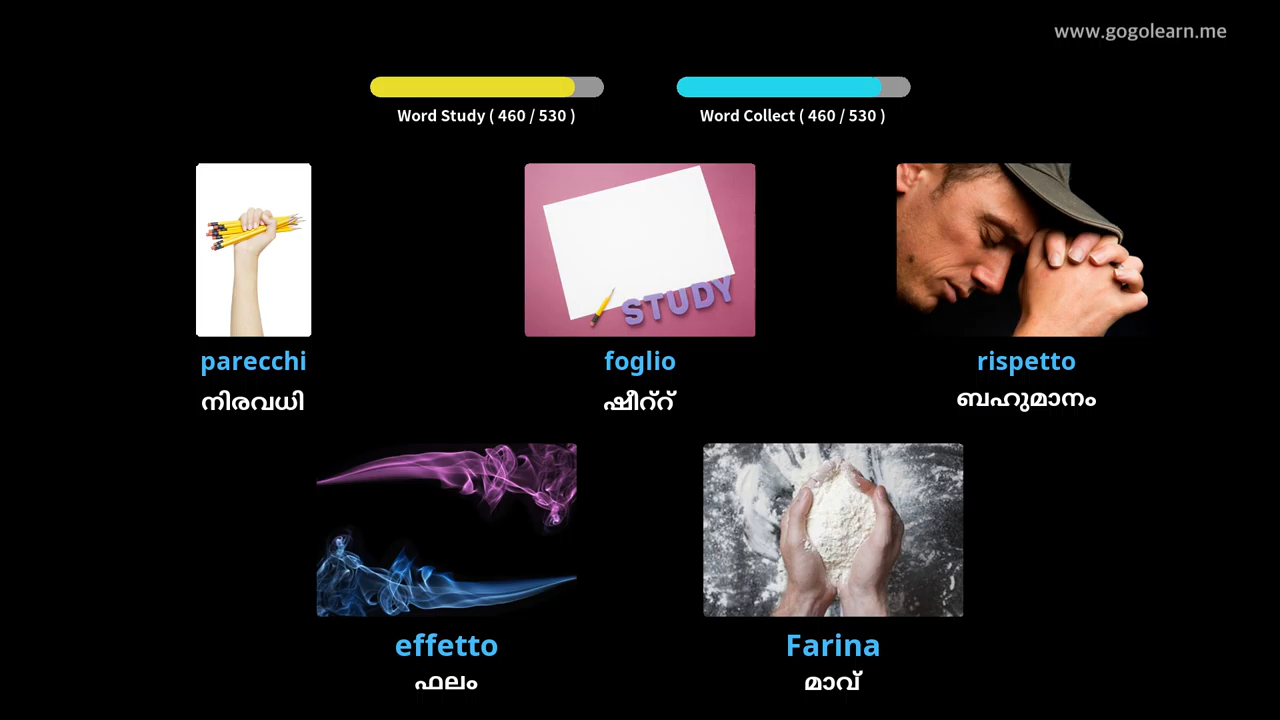 www.gogolearn.me
Word Study ( 460 / 530 )
Word Collect ( 460 / 530 )
STUDY
parecchi
foglio
rispetto
നിരവധി
ഷീറ്റ്
ബഹുമാനം
effetto
Farina
ഫലം
മാവ്